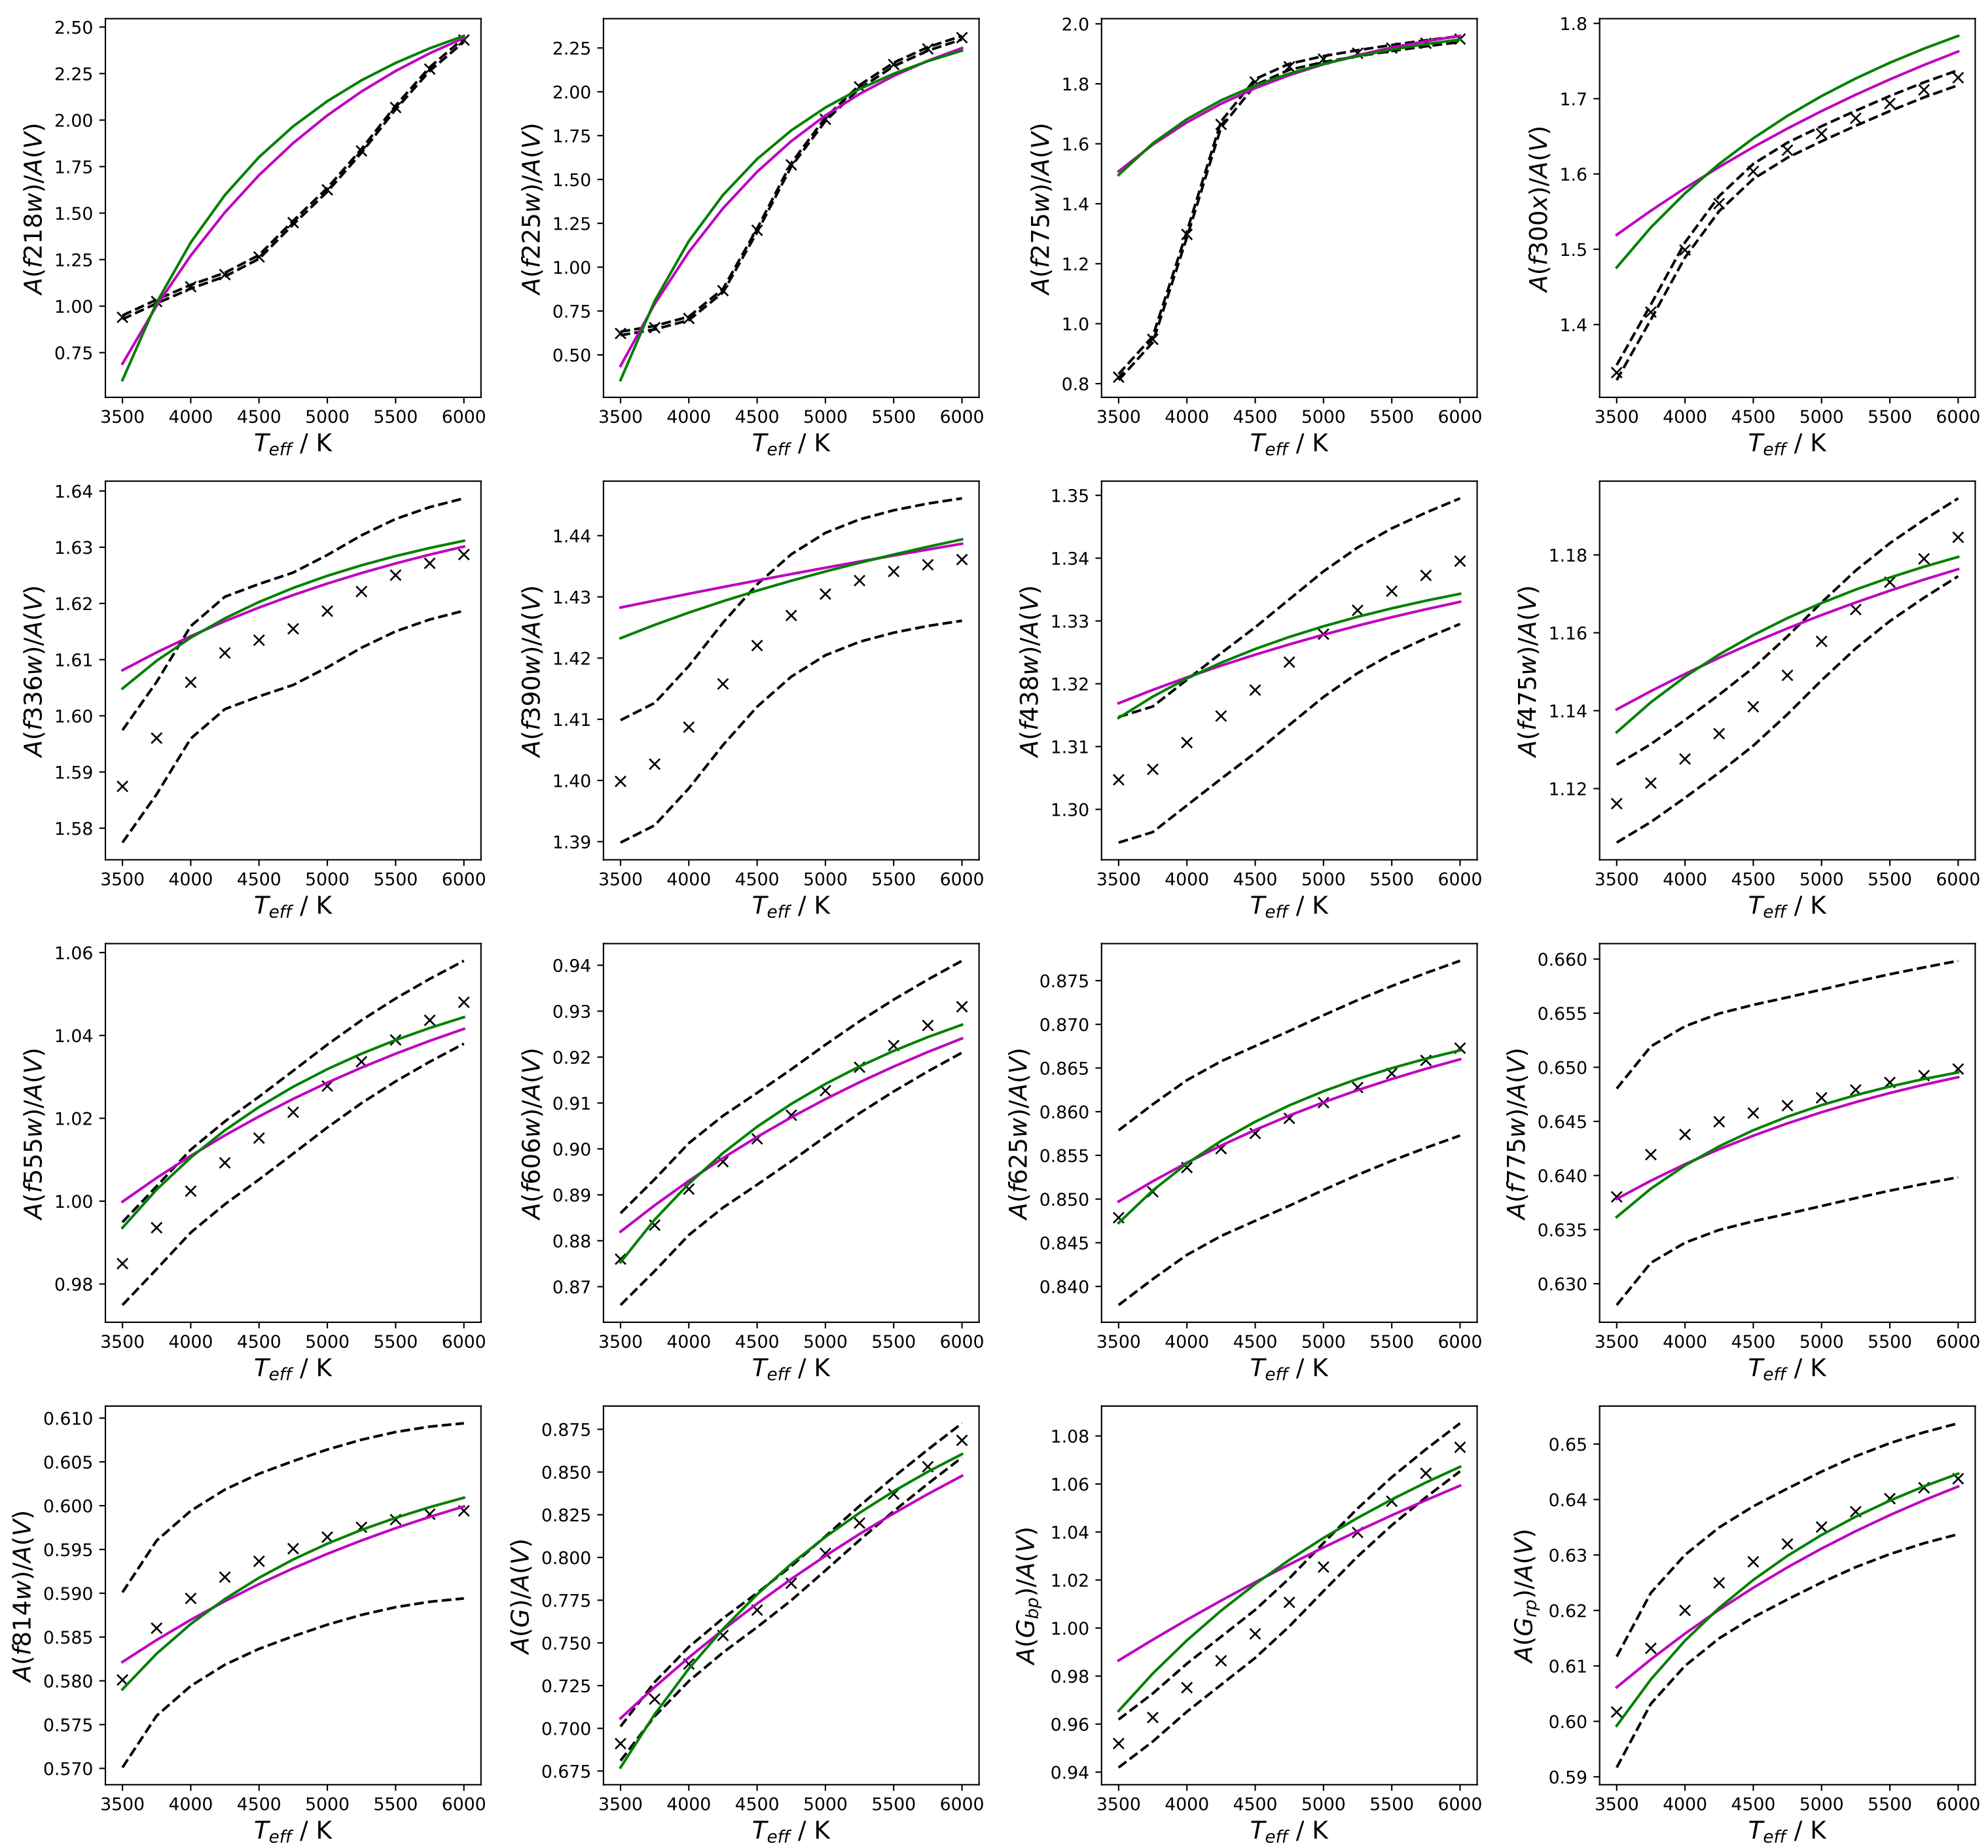 A(f218w)/A(V)
2.50
2.25
2.00
1.75
1.50
1.25
1.00
0.75
3500 4000 4500 5000 5500 6000
T_eff / K
A(f225w)/A(V)
2.25
2.00
1.75
1.50
1.25
1.00
0.75
0.50
3500 4000 4500 5000 5500 6000
T_eff / K
A(f275w)/A(V)
2.0
1.8
1.6
1.4
1.2
1.0
0.8
3500 4000 4500 5000 5500 6000
T_eff / K
A(f300x)/A(V)
1.8
1.7
1.6
1.5
1.4
3500 4000 4500 5000 5500 6000
T_eff / K
A(f336w)/A(V)
1.64
1.63
1.62
1.61
1.60
1.59
1.58
3500 4000 4500 5000 5500 6000
T_eff / K
A(f390w)/A(V)
1.44
1.43
1.42
1.41
1.40
1.39
3500 4000 4500 5000 5500 6000
T_eff / K
A(f438w)/A(V)
1.35
1.34
1.33
1.32
1.31
1.30
3500 4000 4500 5000 5500 6000
T_eff / K
A(f475w)/A(V)
1.18
1.16
1.14
1.12
3500 4000 4500 5000 5500 6000
T_eff / K
A(f555w)/A(V)
1.06
1.04
1.02
1.00
0.98
3500 4000 4500 5000 5500 6000
T_eff / K
A(f606w)/A(V)
0.94
0.93
0.92
0.91
0.90
0.89
0.88
0.87
3500 4000 4500 5000 5500 6000
T_eff / K
A(f625w)/A(V)
0.875
0.870
0.865
0.860
0.855
0.850
0.845
0.840
3500 4000 4500 5000 5500 6000
T_eff / K
A(f775w)/A(V)
0.660
0.655
0.650
0.645
0.640
0.635
0.630
3500 4000 4500 5000 5500 6000
T_eff / K
A(f814w)/A(V)
0.610
0.605
0.600
0.595
0.590
0.585
0.580
0.575
0.570
3500 4000 4500 5000 5500 6000
T_eff / K
A(G)/A(V)
0.875
0.850
0.825
0.800
0.775
0.750
0.725
0.700
0.675
3500 4000 4500 5000 5500 6000
T_eff / K
A(G_bp)/A(V)
1.08
1.06
1.04
1.02
1.00
0.98
0.96
0.94
3500 4000 4500 5000 5500 6000
T_eff / K
A(G_rp)/A(V)
0.65
0.64
0.63
0.62
0.61
0.60
0.59
3500 4000 4500 5000 5500 6000
T_eff / K